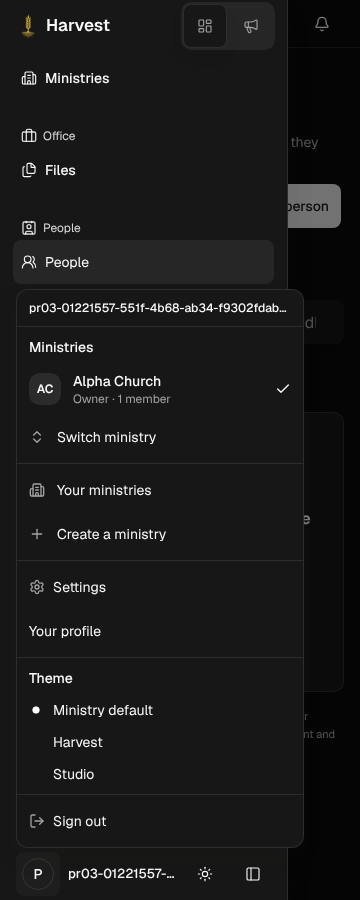 Harvest
Ministries
they
Office
Files
person
People
People
pr03-01221557-551f-4b68-ab34-f9302fdab...
Ministries
AC
Alpha Church
Owner · 1 member
Switch ministry
Your ministries
Create a ministry
Settings
Your profile
Theme
Ministry default
nt and
Harvest
Studio
Sign out
P
pr03-01221557-...